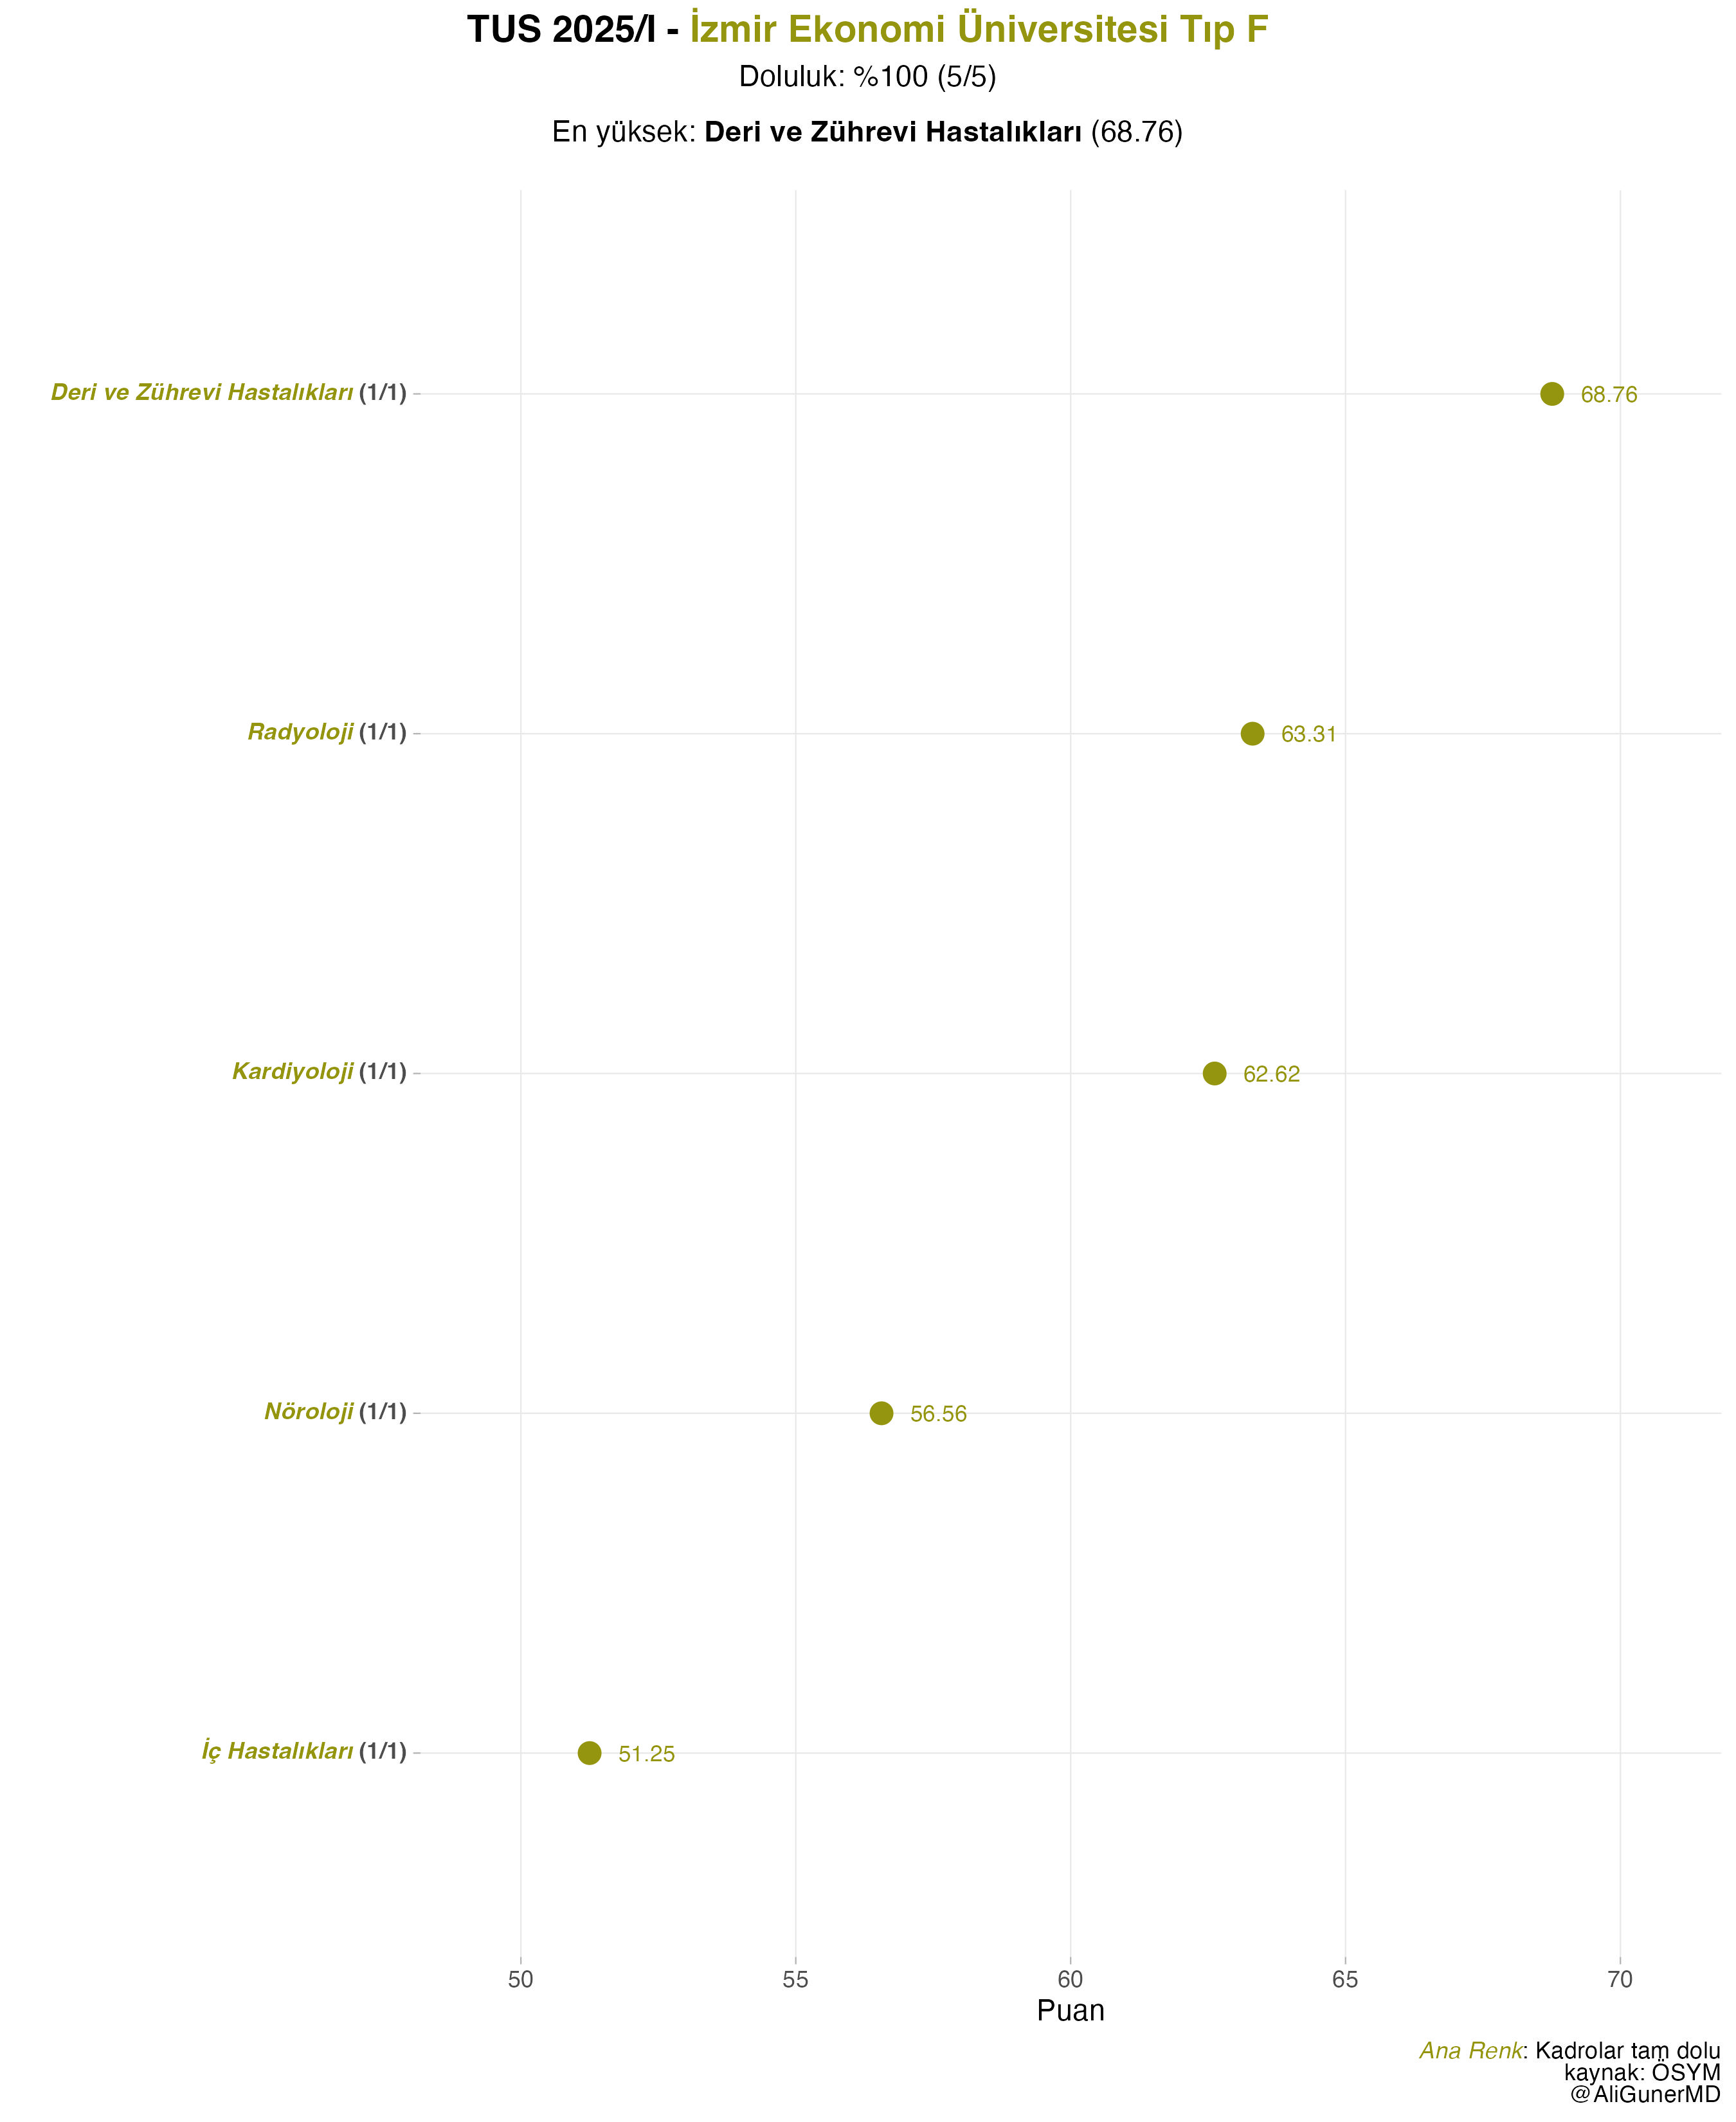 TUS 2025/I - İzmir Ekonomi Üniversitesi Tıp F
Doluluk: %100 (5/5)
En yüksek: Deri ve Zührevi Hastalıkları (68.76)
Deri ve Zührevi Hastalıkları (1/1)
68.76
Radyoloji (1/1)
63.31
Kardiyoloji (1/1)
62.62
Nöroloji (1/1)
56.56
İç Hastalıkları (1/1)
51.25
50 55 60 65 70
Puan
Ana Renk: Kadrolar tam dolu
kaynak: ÖSYM
@AliGunerMD